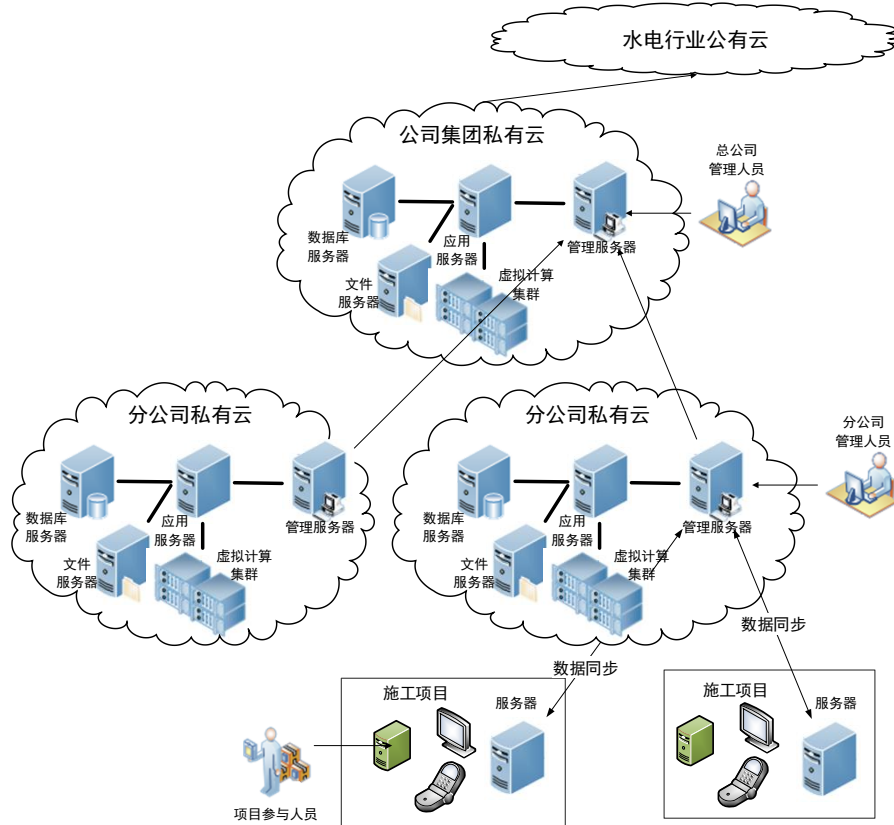 水电行业公有云
公司集团私有云
总公司
管理人员
数据库
服务器
应用
服务器
管理服务器
文件
服务器
虚拟计算
集群
分公司私有云
数据库
服务器
应用
服务器
管理服务器
文件
服务器
虚拟计算
集群
分公司私有云
分公司
管理人员
数据库
服务器
应用
服务器
管理服务器
文件
服务器
虚拟计算
集群
数据同步
数据同步
施工项目
服务器
项目参与人员
施工项目
服务器